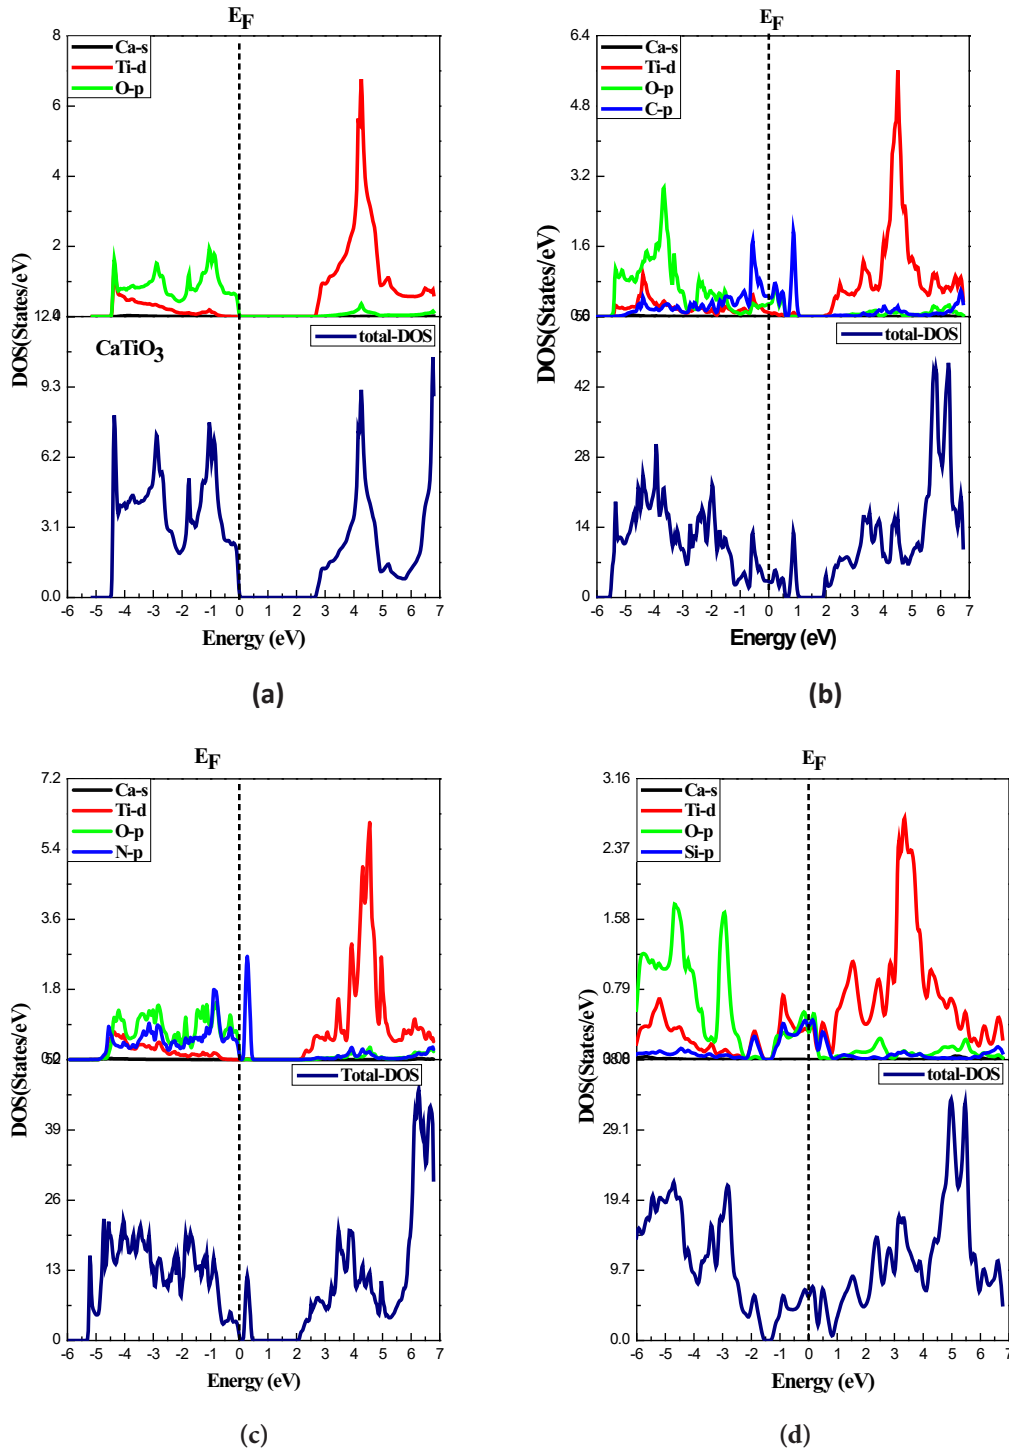 E_F
8
6
4
2
12.0
9.3
6.2
3.1
0.0
DOS(States/eV)
Ca-s
Ti-d
O-p
CaTiO3
total-DOS
-6 -5 -4 -3 -2 -1 0 1 2 3 4 5 6 7
Energy (eV)
(a)
E_F
6.4
4.8
3.2
1.6
42
28
14
0
DOS(States/eV)
Ca-s
Ti-d
O-p
C-p
total-DOS
-6 -5 -4 -3 -2 -1 0 1 2 3 4 5 6 7
Energy (eV)
(b)
E_F
7.2
5.4
3.6
1.8
39
26
13
0
DOS(States/eV)
Ca-s
Ti-d
O-p
N-p
Total-DOS
-6 -5 -4 -3 -2 -1 0 1 2 3 4 5 6 7
Energy (eV)
(c)
E_F
3.16
2.37
1.58
0.79
29.1
19.4
9.7
0.0
DOS(States/eV)
Ca-s
Ti-d
O-p
Si-p
total-DOS
-6 -5 -4 -3 -2 -1 0 1 2 3 4 5 6 7
Energy (eV)
(d)